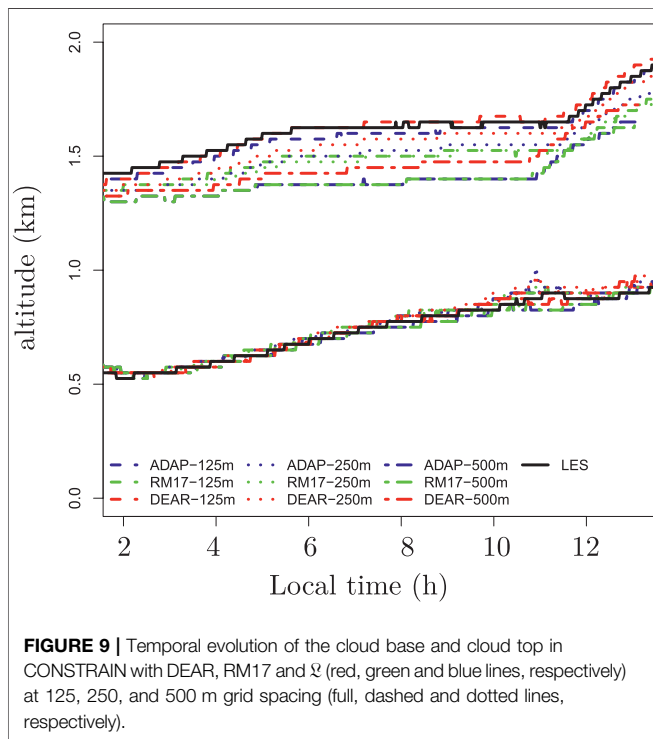 2.0
1.5
altitude (km)
1.0
0.5
0.0
ADAP−125m ADAP−250m ADAP−500m LES
RM17−125m RM17−250m RM17−500m
DEAR−125m DEAR−250m DEAR−500m
2 4 6 8 10 12
Local time (h)
FIGURE 9 | Temporal evolution of the cloud base and cloud top in
CONSTRAIN with DEAR, RM17 and 𝔏 (red, green and blue lines, respectively)
at 125, 250, and 500 m grid spacing (full, dashed and dotted lines,
respectively).